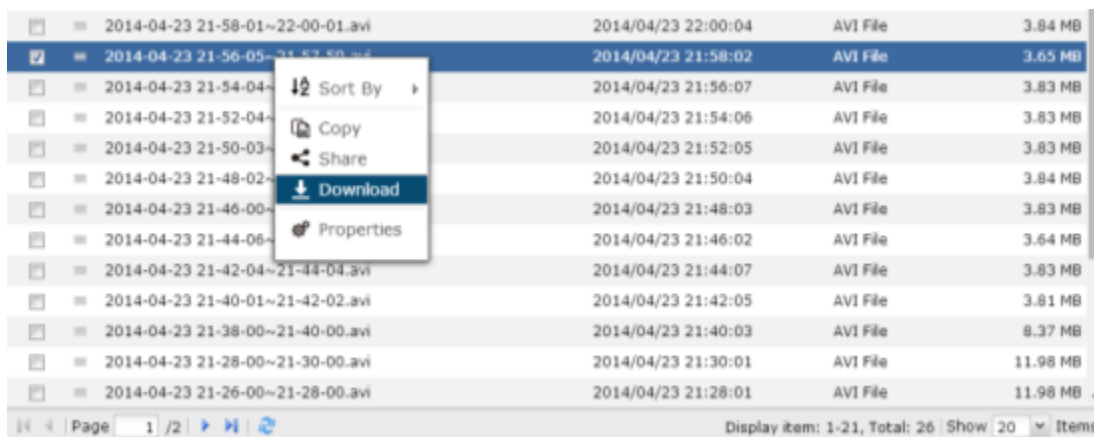 2014-04-23 21-58-01~22-00-01.avi 2014/04/23 22:00:04 AVI File 3.84 MB
2014-04-23 21-56-05~21-57-59.avi 2014/04/23 21:58:02 AVI File 3.65 MB
2014-04-23 21-54-04~ 2014/04/23 21:56:07 AVI File 3.83 MB
Sort By
2014-04-23 21-52-04~ 2014/04/23 21:54:06 AVI File 3.83 MB
Copy
2014-04-23 21-50-03~ 2014/04/23 21:52:05 AVI File 3.83 MB
Share
2014-04-23 21-48-02~ 2014/04/23 21:50:04 AVI File 3.84 MB
Download
2014-04-23 21-46-00~ 2014/04/23 21:48:03 AVI File 3.83 MB
Properties
2014-04-23 21-44-06~ 2014/04/23 21:46:02 AVI File 3.64 MB
2014-04-23 21-42-04~21-44-04.avi 2014/04/23 21:44:07 AVI File 3.83 MB
2014-04-23 21-40-01~21-42-02.avi 2014/04/23 21:42:05 AVI File 3.81 MB
2014-04-23 21-38-00~21-40-00.avi 2014/04/23 21:40:03 AVI File 8.37 MB
2014-04-23 21-28-00~21-30-00.avi 2014/04/23 21:30:01 AVI File 11.98 MB
2014-04-23 21-26-00~21-28-00.avi 2014/04/23 21:28:01 AVI File 11.98 MB
Page 1 /2 Display item: 1-21, Total: 26 Show 20 Items